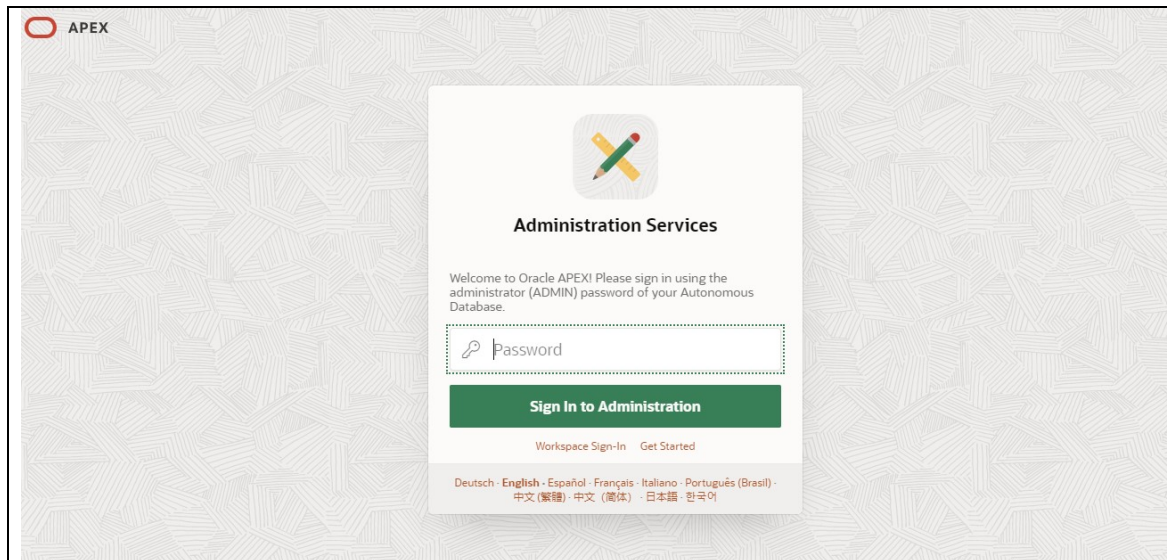 APEX
Administration Services
Welcome to Oracle APEX! Please sign in using the
administrator (ADMIN) password of your Autonomous
Database.
Password
Sign In to Administration
Workspace Sign-In Get Started
Deutsch · English · Español · Français · Italiano · Português (Brasil) ·
中文 (繁體) · 中文（简体） · 日本語 · 한국어